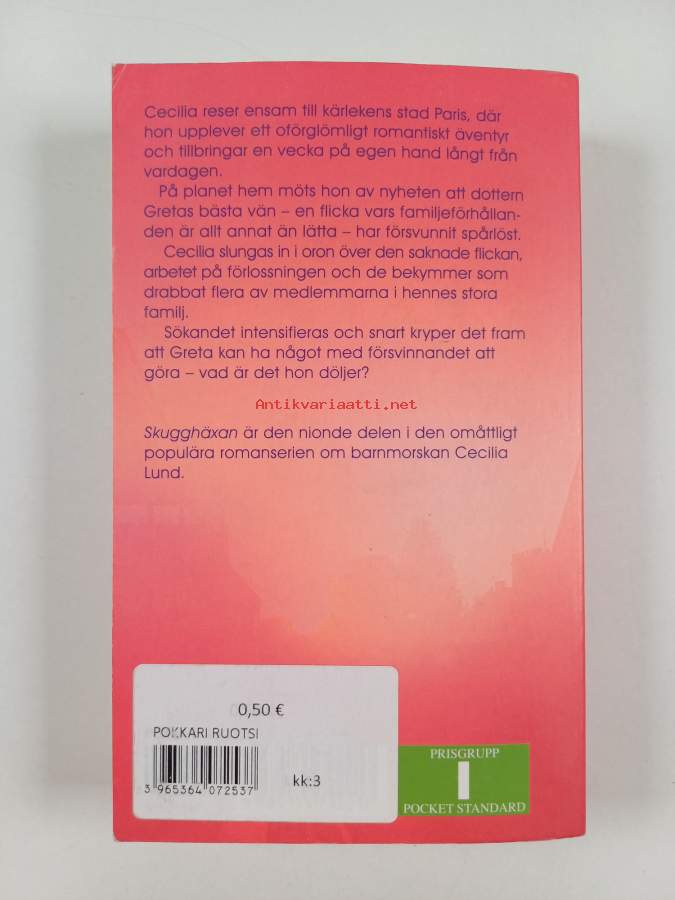 Cecilia reser ensam till kärlekens stad Paris, där
hon upplever ett oförglömligt romantiskt äventyr
och tillbringar en vecka på egen hand långt från
vardagen.
På planet hem möts hon av nyheten att dottern
Gretas bästa vän – en flicka vars familjeförhållan-
den är allt annat än lätta – har försvunnit spårlöst.
Cecilia slungas in i oron över den saknade flickan,
arbetet på förlossningen och de bekymmer som
drabbat flera av medlemmarna i hennes stora
familj.
Sökandet intensifieras och snart kryper det fram
att Greta kan ha något med försvinnandet att
göra – vad är det hon döljer?
Antikvariaatti.net
Skugghäxan är den nionde delen i den omåttligt
populära romanserien om barnmorskan Cecilia
Lund.
0,50 €
POKKARI RUOTSI
kk:3
3 965364 072537
PRISGRUPP
1
POCKET STANDARD